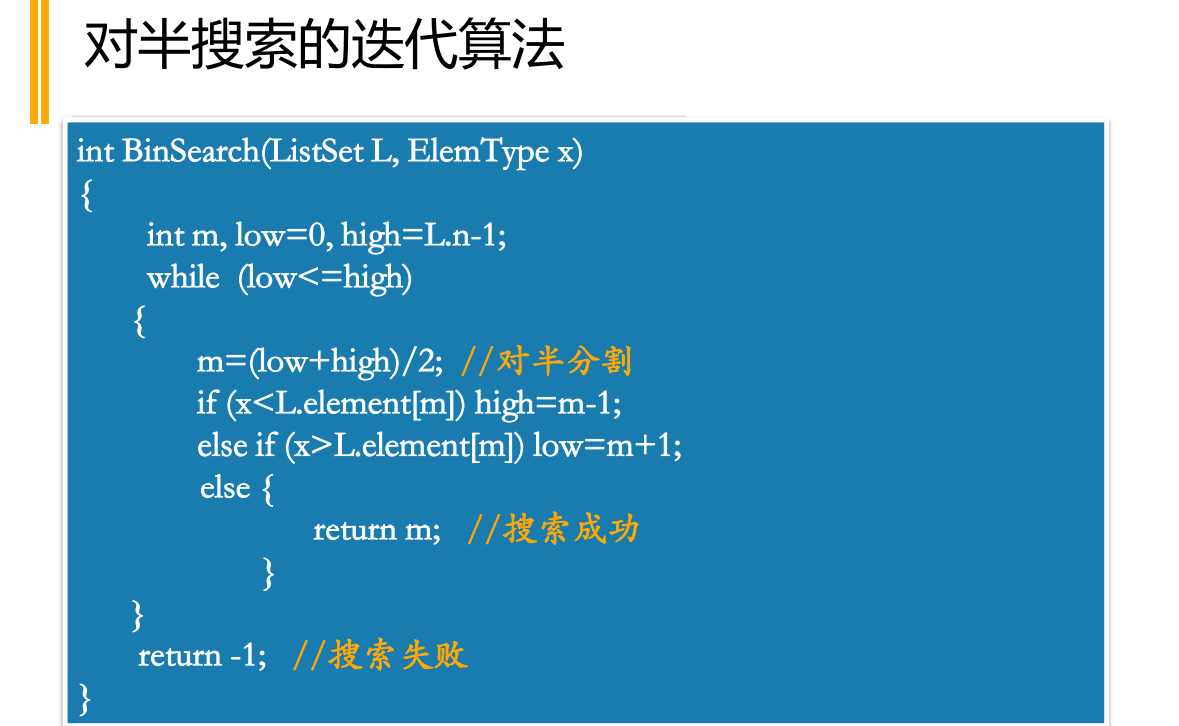 对半搜索的迭代算法
int BinSearch(ListSet L, ElemType x)
{
int m, low=0, high=L.n-1;
while (low<=high)
{
m=(low+high)/2; //对半分割
if (x<L.element[m]) high=m-1;
else if (x>L.element[m]) low=m+1;
else {
return m; //搜索成功
}
}
return -1; //搜索失败
}